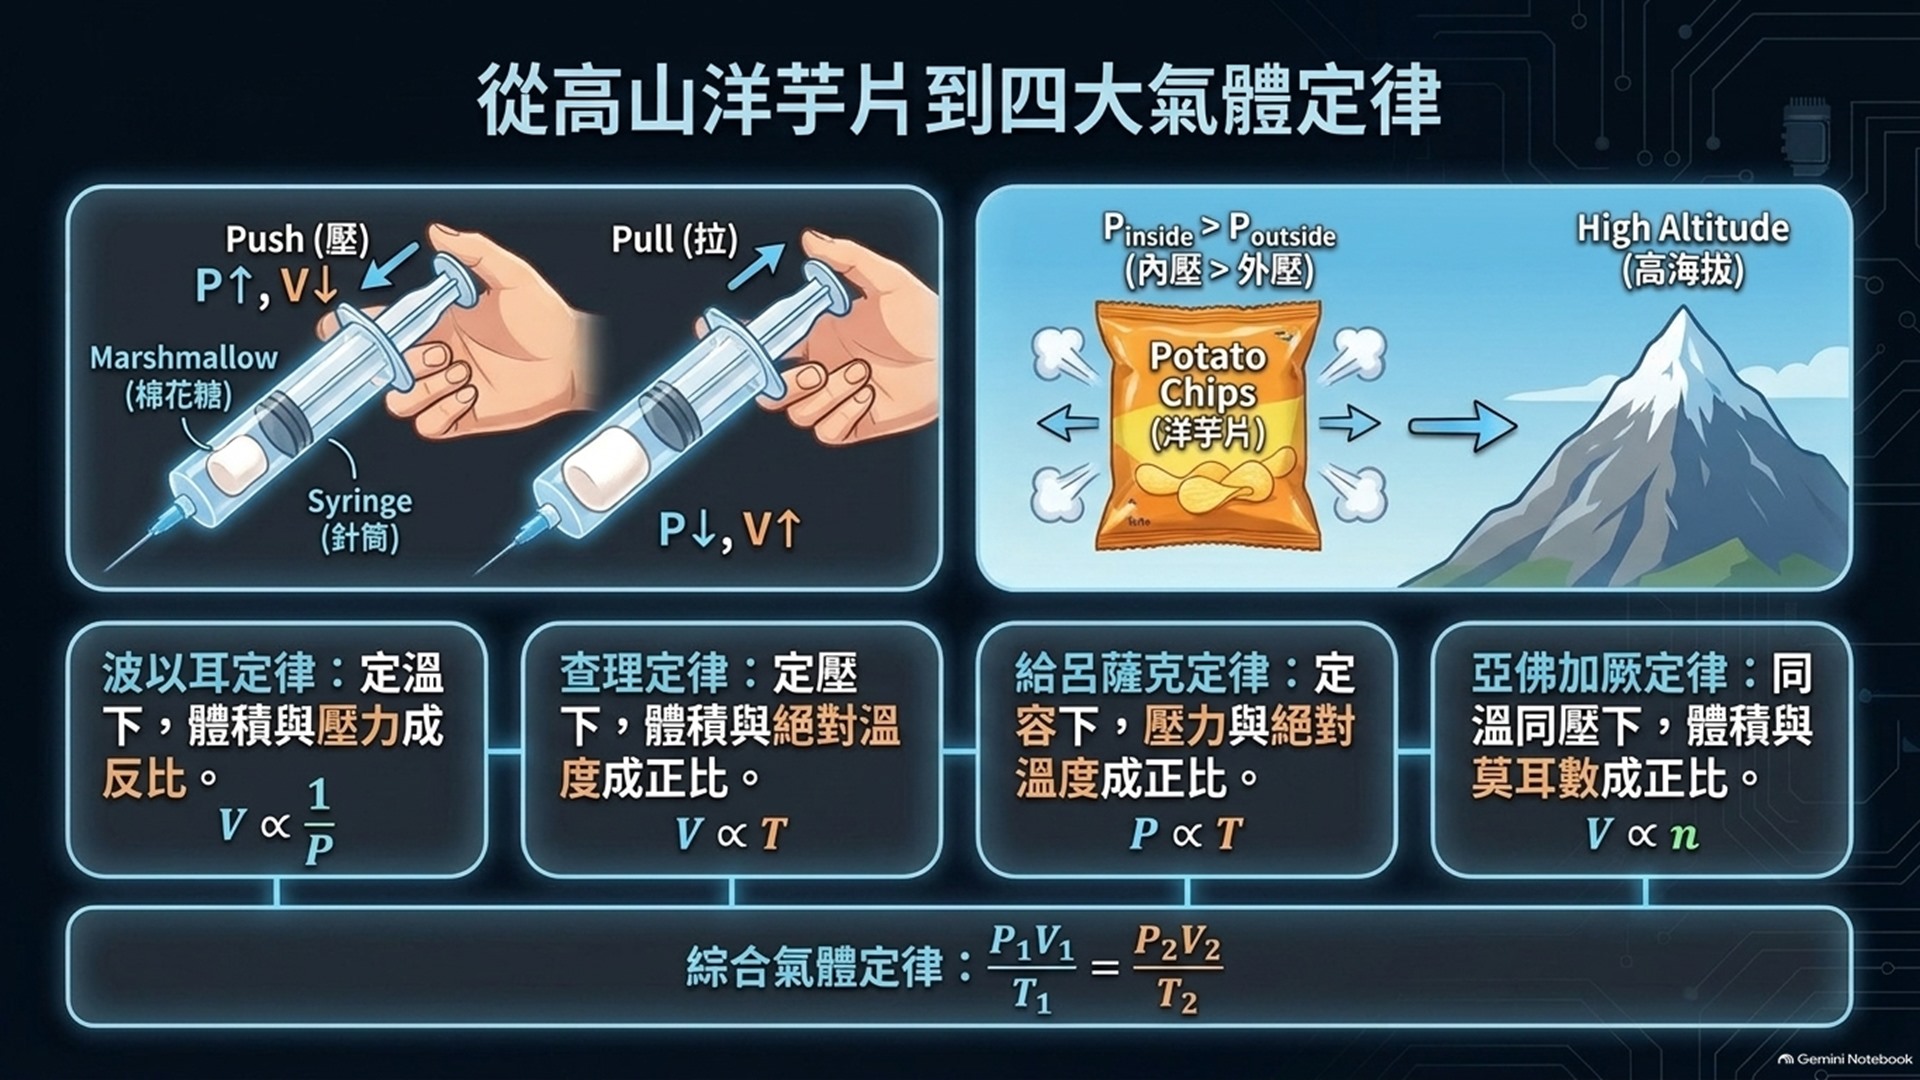 從高山洋芋片到四大氣體定律
Push (壓)
P↑, V↓
Marshmallow
(棉花糖)
Syringe
(針筒)
Pull (拉)
P↓, V↑
Pinside > Poutside
(內壓 > 外壓)
Potato
Chips
(洋芋片)
High Altitude
(高海拔)
波以耳定律：定溫
下，體積與壓力成
反比。
V ∝ 1/P
查理定律：定壓
下，體積與絕對溫
度成正比。
V ∝ T
給呂薩克定律：定
容下，壓力與絕對
溫度成正比。
P ∝ T
亞佛加厥定律：同
溫同壓下，體積與
莫耳數成正比。
V ∝ n
綜合氣體定律：P₁V₁/T₁ = P₂V₂/T₂
Gemini Notebook